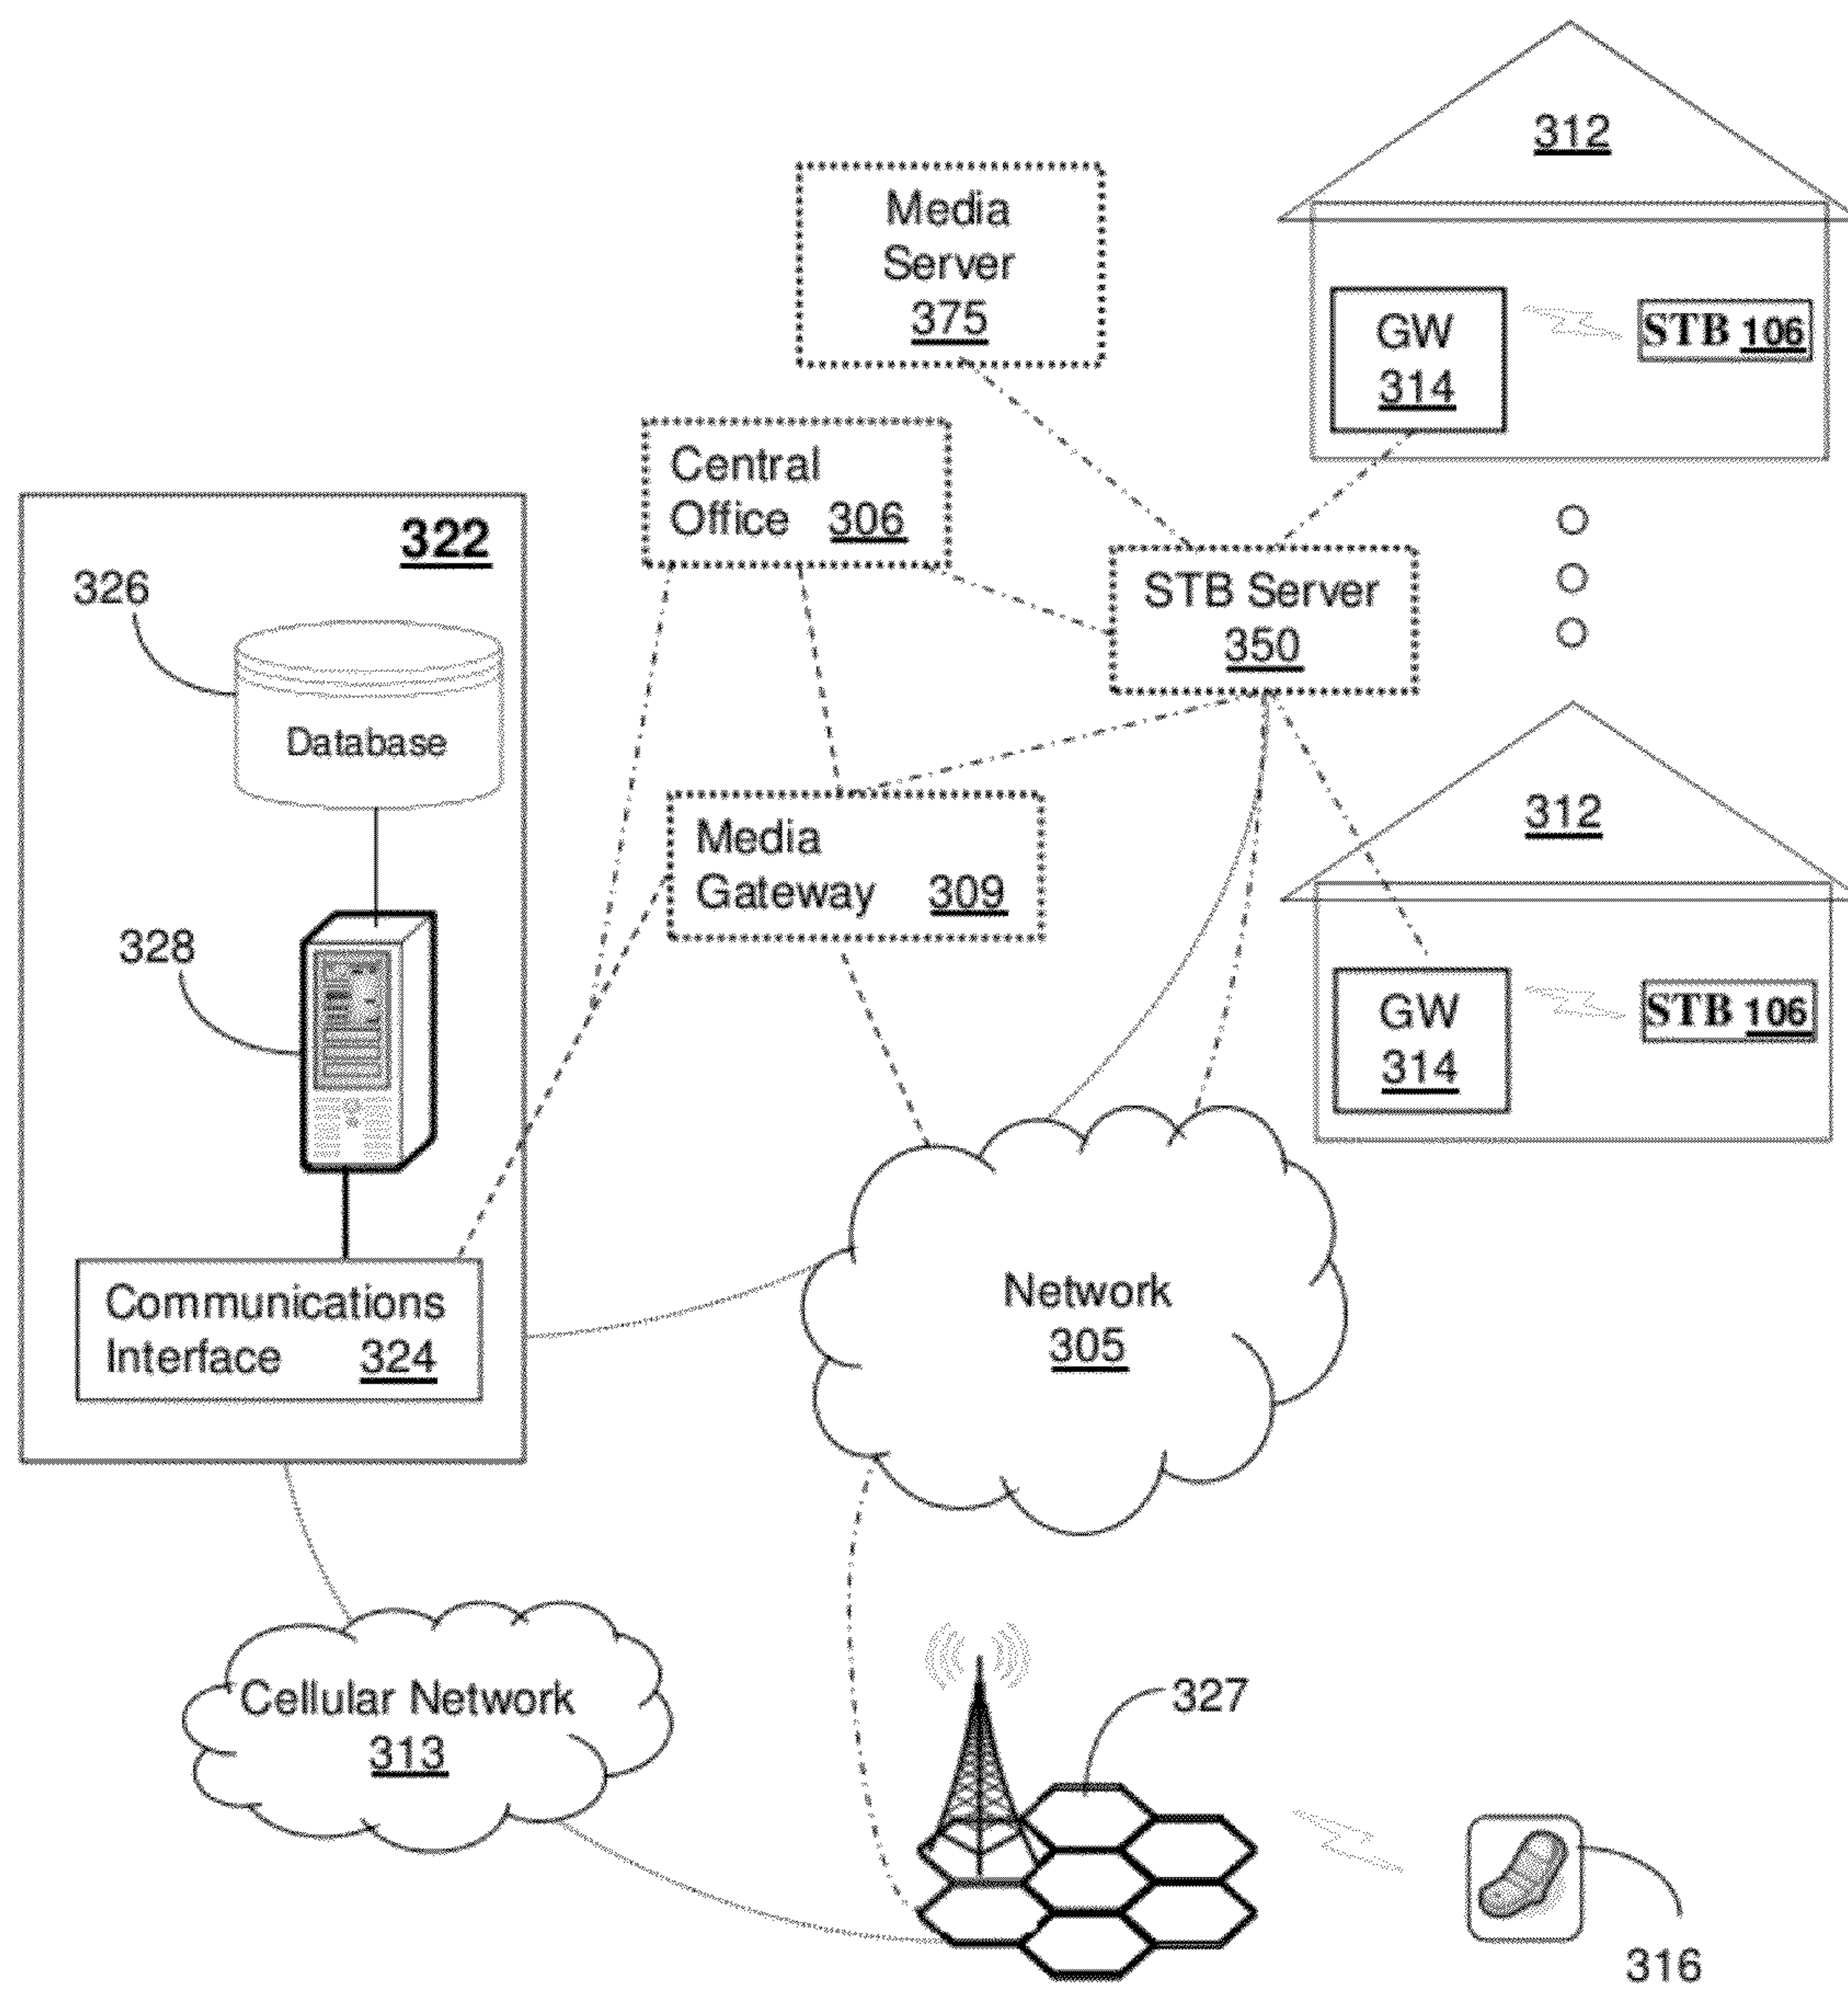 312
Media
Server
375
GW
314
STB 106
Central
Office 306
322
326
STB Server
350
Database
312
Media
Gateway 309
328
GW
314
STB 106
Communications
Interface 324
Network
305
Cellular Network
313
327
316